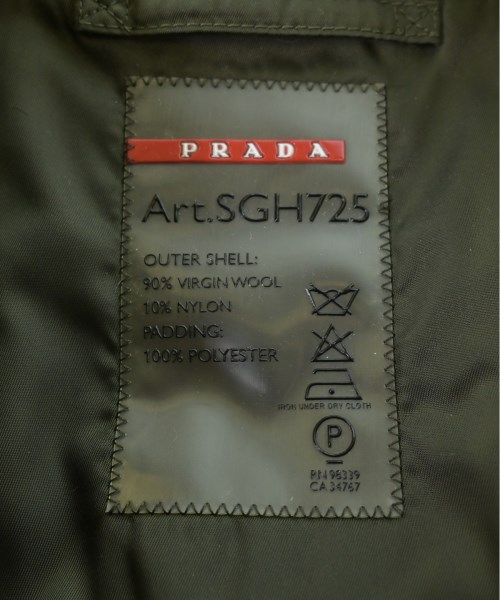 PRADA
Art.SGH725
OUTER SHELL:
90% VIRGIN WOOL
10% NYLON
PADDING:
100% POLYESTER
IRON UNDER DRY CLOTH
P
RN 98339
CA 34767